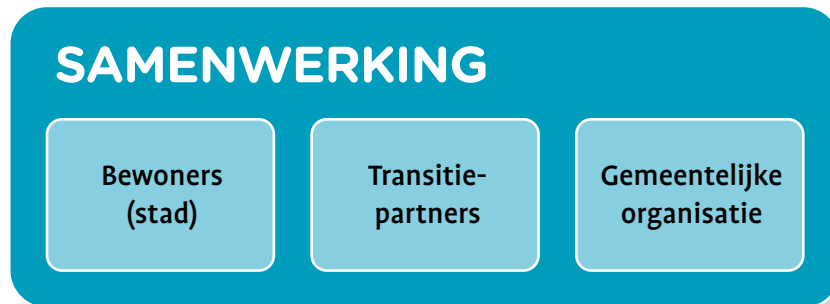 SAMENWERKING
Bewoners
(stad)
Transitie-
partners
Gemeentelijke
organisatie